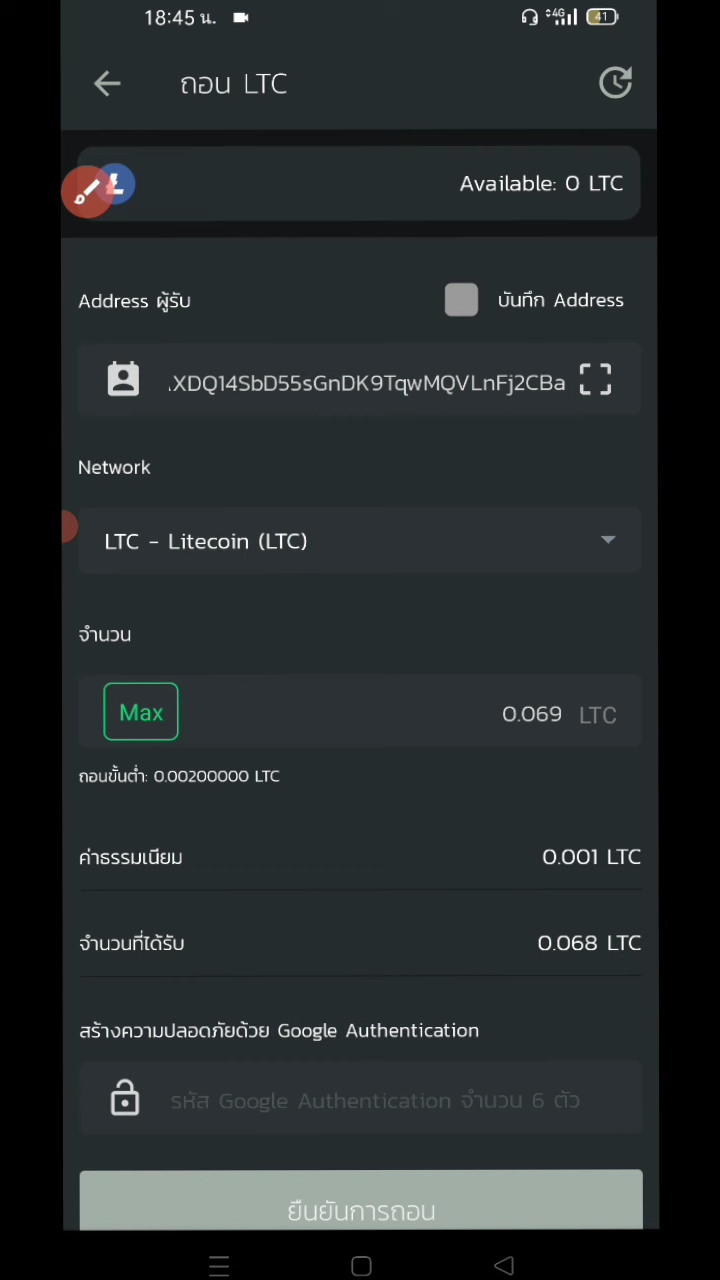 18:45 น. 4G 41
ถอน LTC
Available: 0 LTC
Address ผู้รับ บันทึก Address
.XDQ14SbD55sGnDK9TqwMQVLnFj2CBa
Network
LTC - Litecoin (LTC)
จำนวน
Max 0.069 LTC
ถอนขั้นต่ำ: 0.00200000 LTC
ค่าธรรมเนียม 0.001 LTC
จำนวนที่ได้รับ 0.068 LTC
สร้างความปลอดภัยด้วย Google Authentication
รหัส Google Authentication จำนวน 6 ตัว
ยืนยันการถอน